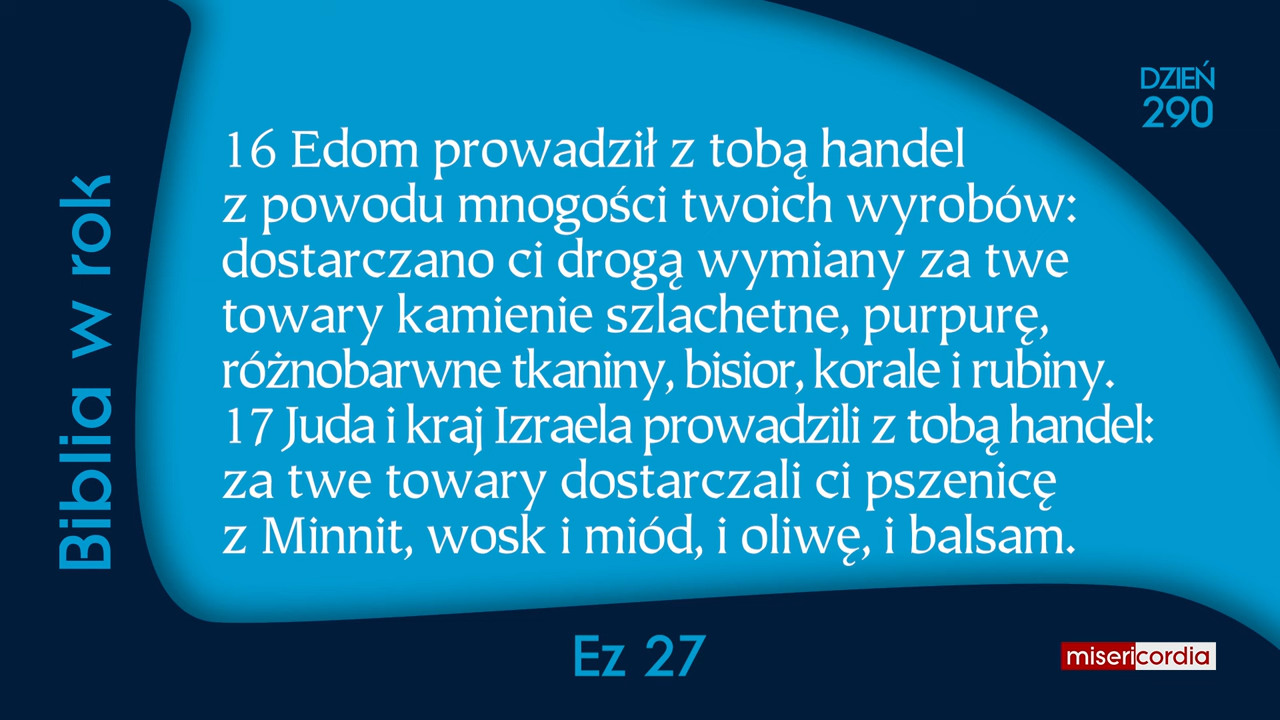 DZIEŃ
290
16 Edom prowadził z tobą handel
z powodu mnogości twoich wyrobów:
dostarczano ci drogą wymiany za twe
towary kamienie szlachetne, purpurę,
różnobarwne tkaniny, bisior, korale i rubiny.
17 Juda i kraj Izraela prowadzili z tobą handel:
za twe towary dostarczali ci pszenicę
z Minnit, wosk i miód, i oliwę, i balsam.
Biblia w rok
Ez 27
misericordia